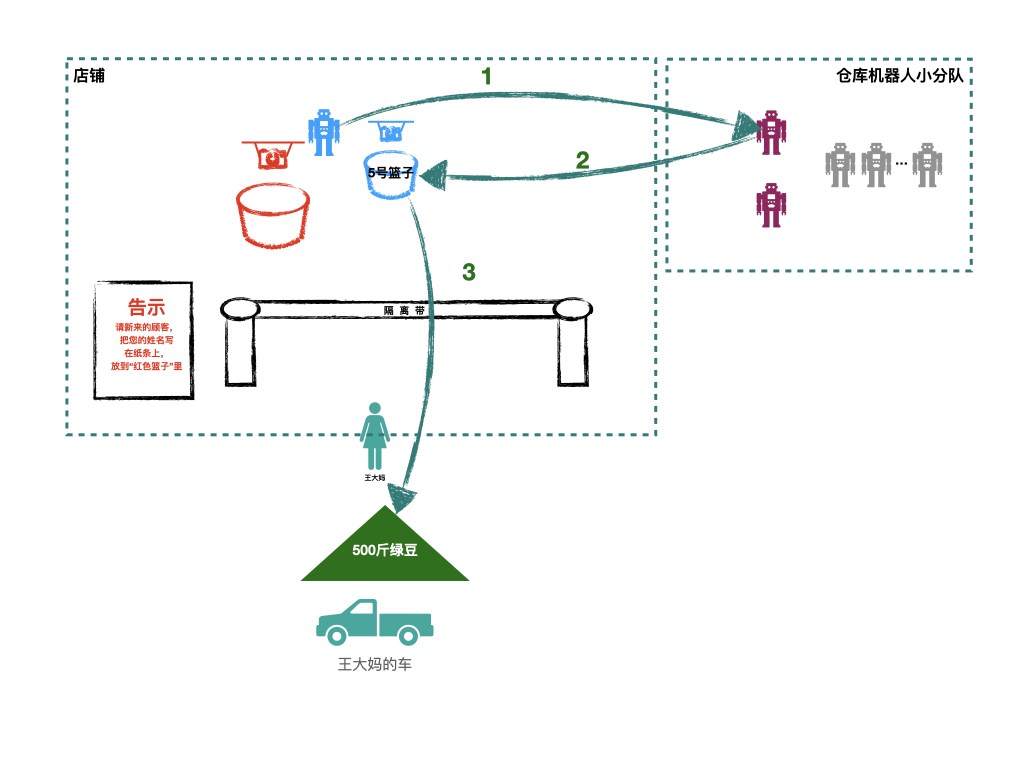 店铺
仓库机器人小分队
1
2
...
5号篮子
3
告示
请新来的顾客,
把您的姓名写
在纸条上,
放到“红色篮子”里
隔离带
王大妈
500斤绿豆
王大妈的车